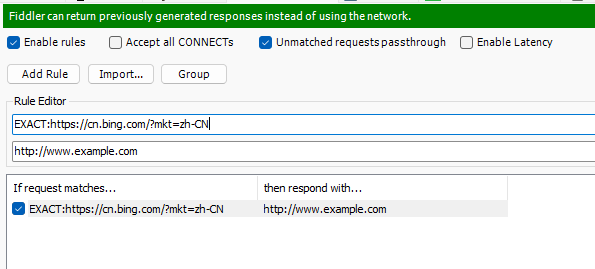 Fiddler can return previously generated responses instead of using the network.
Enable rules Accept all CONNECTs Unmatched requests passthrough Enable Latency
Add Rule Import... Group
Rule Editor
EXACT:https://cn.bing.com/?mkt=zh-CN
http://www.example.com
If request matches... then respond with...
EXACT:https://cn.bing.com/?mkt=zh-CN http://www.example.com